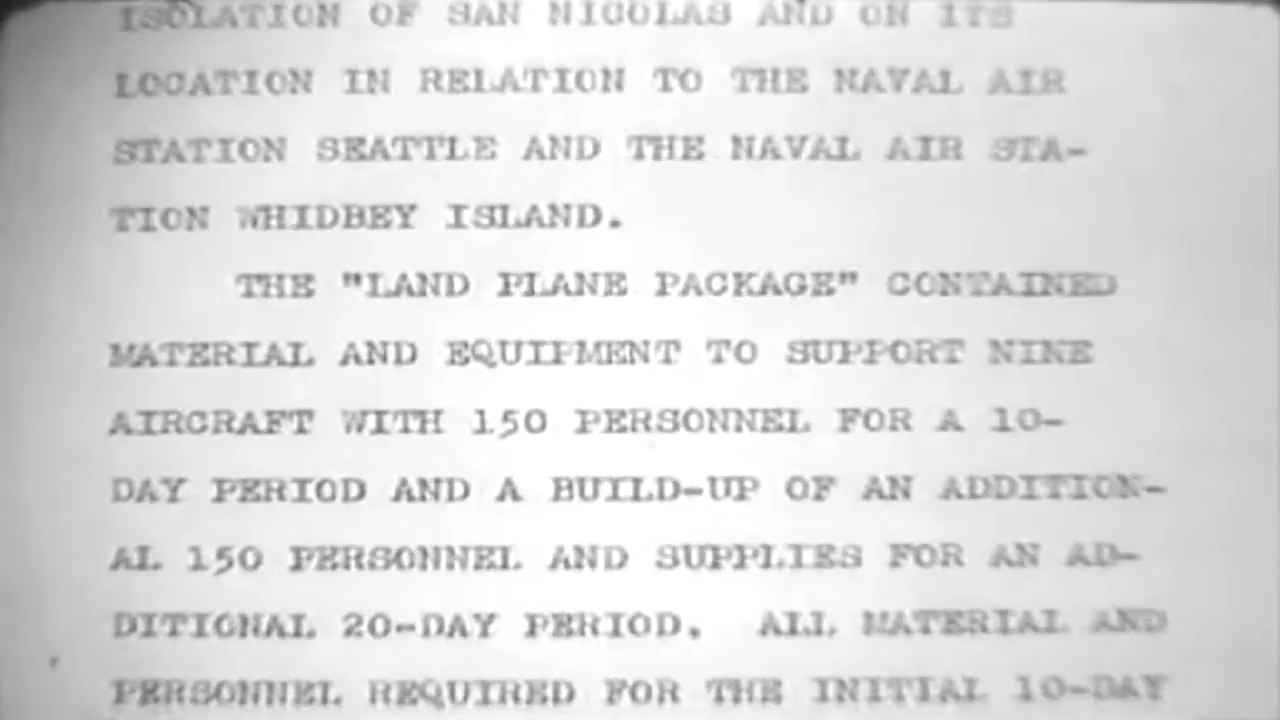 ISOLATION OF SAN NICOLAS AND ON ITS
LOCATION IN RELATION TO THE NAVAL AIR
STATION SEATTLE AND THE NAVAL AIR STA-
TION WHIDBEY ISLAND.
THE "LAND PLANE PACKAGE" CONTAINED
MATERIAL AND EQUIPMENT TO SUPPORT NINE
AIRCRAFT WITH 150 PERSONNEL FOR A 10-
DAY PERIOD AND A BUILD-UP OF AN ADDITION-
AL 150 PERSONNEL AND SUPPLIES FOR AN AD-
DITIONAL 20-DAY PERIOD. ALL MATERIAL AND
PERSONNEL REQUIRED FOR THE INITIAL 10-DAY